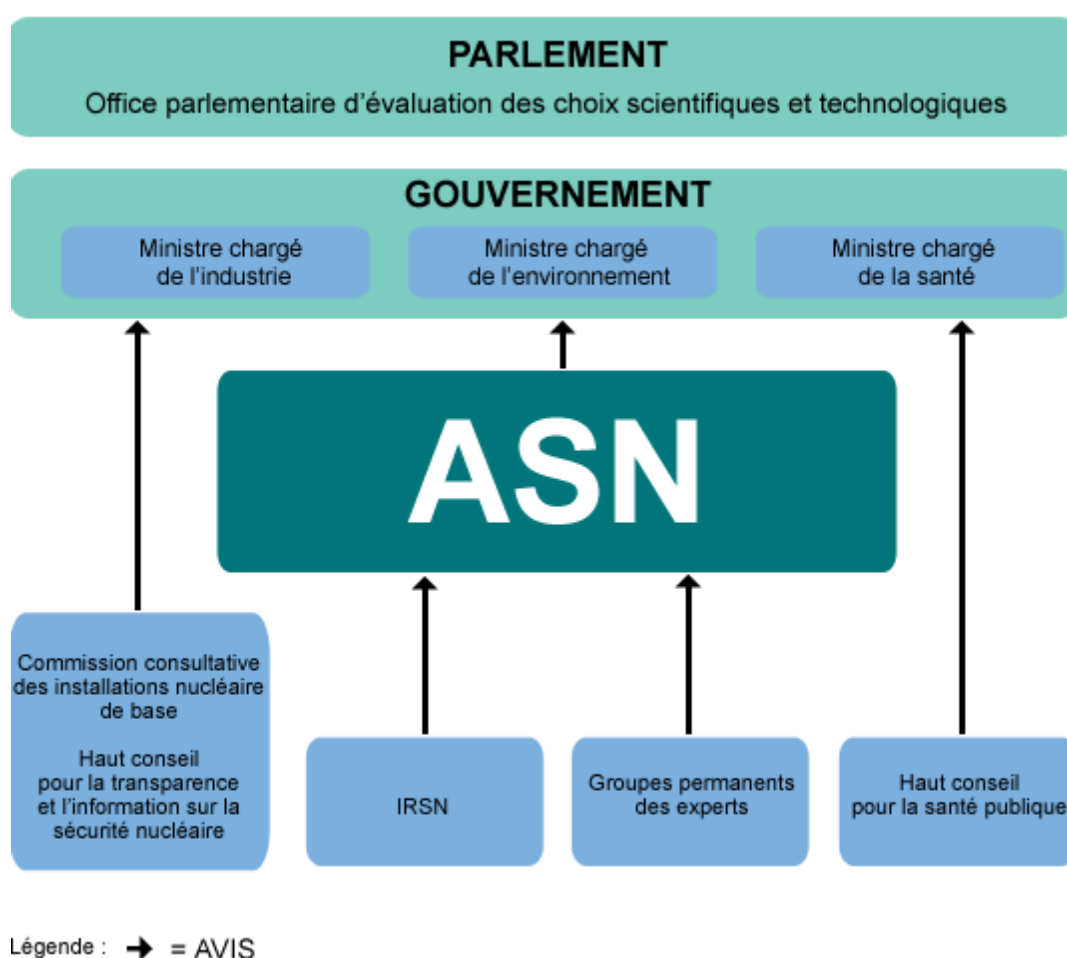 PARLEMENT
Office parlementaire d'évaluation des choix scientifiques et technologiques
GOUVERNEMENT
Ministre chargé
de l'industrie
Ministre chargé
de l'environnement
Ministre chargé
de la santé
ASN
Commission consultative
des installations nucléaire
de base
Haut conseil
pour la transparence
et l'information sur la
sécurité nucléaire
IRSN
Groupes permanents
des experts
Haut conseil
pour la santé publique
Légende : → = AVIS